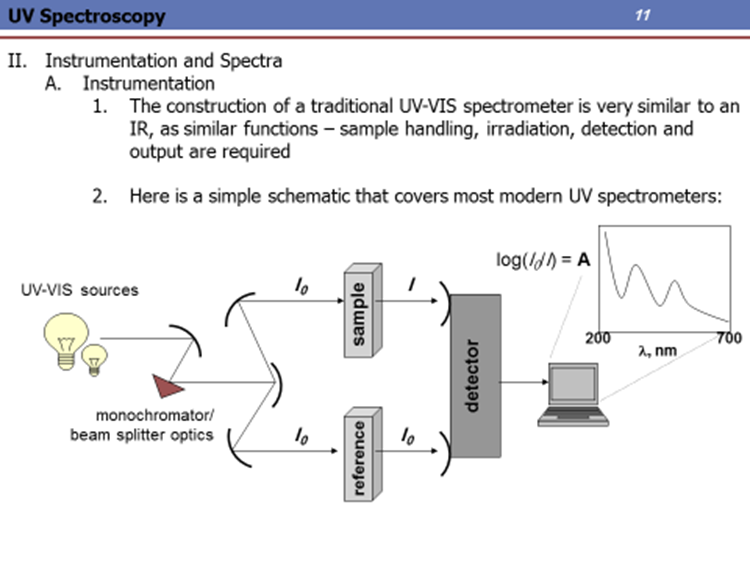 UV Spectroscopy 11
II. Instrumentation and Spectra
A. Instrumentation
1. The construction of a traditional UV-VIS spectrometer is very similar to an
IR, as similar functions – sample handling, irradiation, detection and
output are required
2. Here is a simple schematic that covers most modern UV spectrometers:
log(I₀/I) = A
UV-VIS sources
I₀
sample
I
200
700
λ, nm
detector
monochromator/
beam splitter optics
I₀
reference
I₀